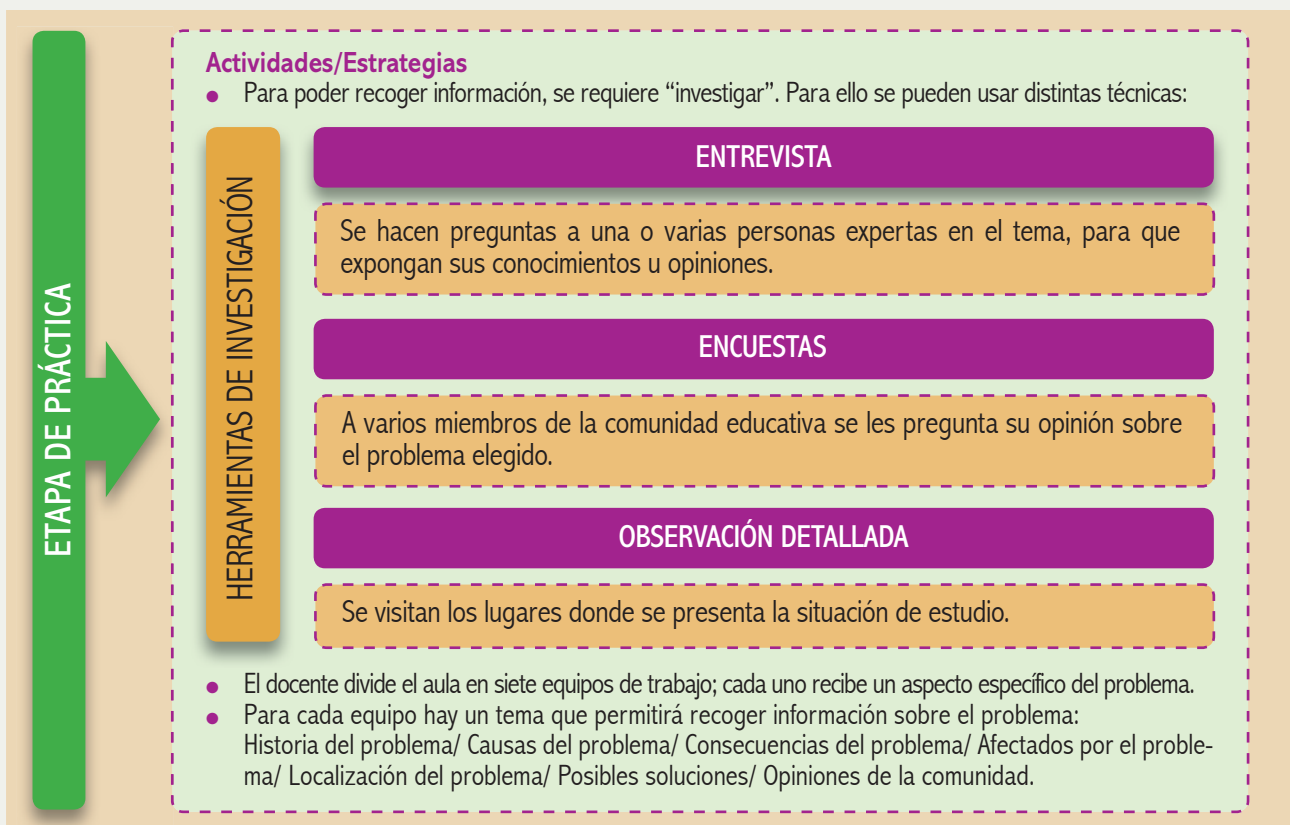 ETAPA DE PRÁCTICA
Actividades/Estrategias
● Para poder recoger información, se requiere “investigar”. Para ello se pueden usar distintas técnicas:
HERRAMIENTAS DE INVESTIGACIÓN
ENTREVISTA
Se hacen preguntas a una o varias personas expertas en el tema, para que
expongan sus conocimientos u opiniones.
ENCUESTAS
A varios miembros de la comunidad educativa se les pregunta su opinión sobre
el problema elegido.
OBSERVACIÓN DETALLADA
Se visitan los lugares donde se presenta la situación de estudio.
● El docente divide el aula en siete equipos de trabajo; cada uno recibe un aspecto específico del problema.
● Para cada equipo hay un tema que permitirá recoger información sobre el problema:
Historia del problema/ Causas del problema/ Consecuencias del problema/ Afectados por el proble-
ma/ Localización del problema/ Posibles soluciones/ Opiniones de la comunidad.